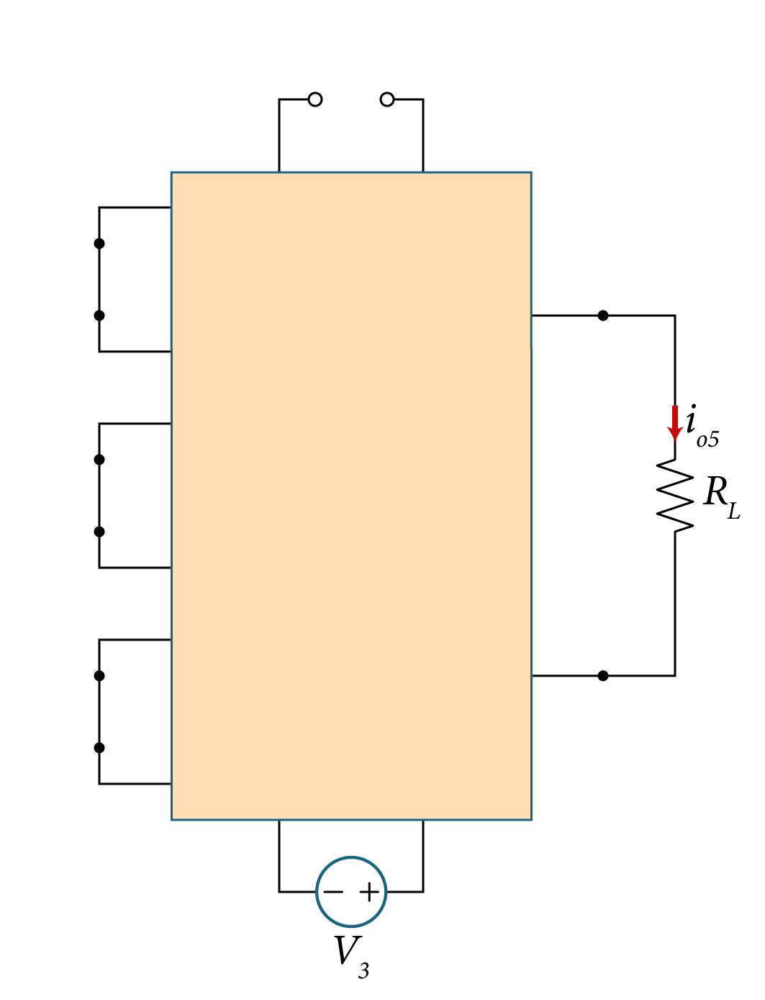 i_o5
R_L
− +
V_3